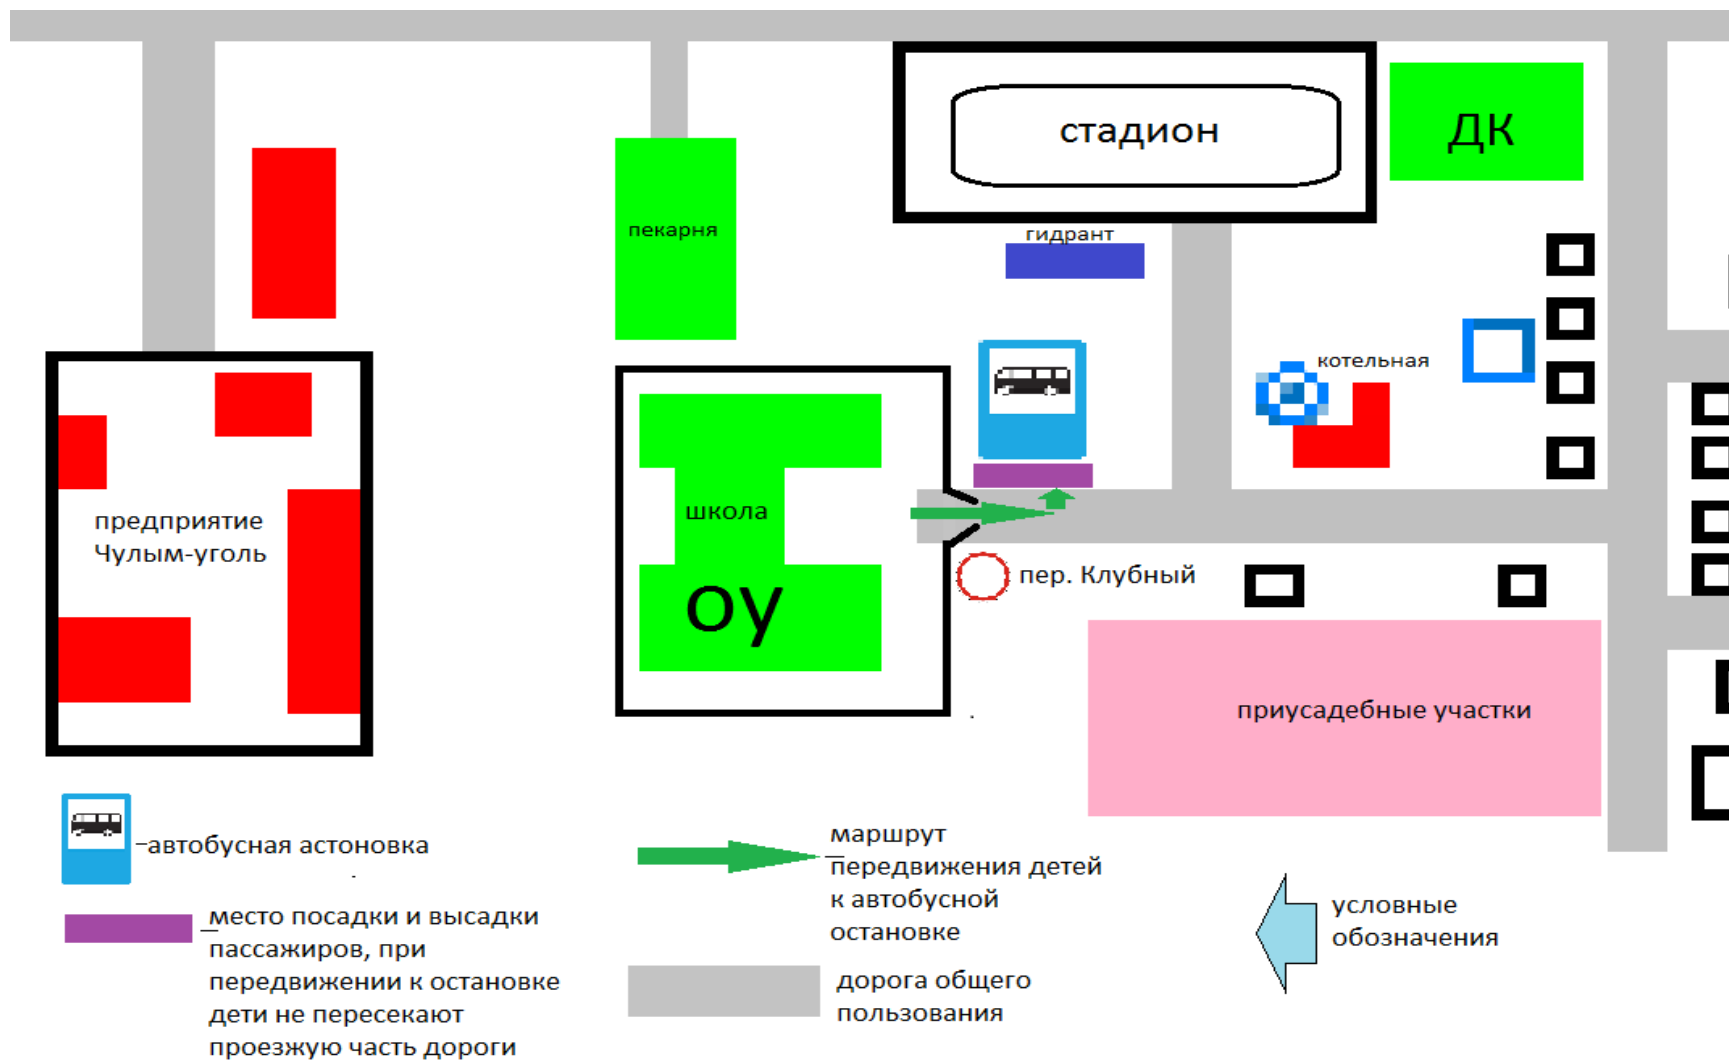 стадион
ДК
пекарня
гидрант
котельная
школа
оу
предприятие
Чулым-уголь
пер. Клубный
приусадебные участки
-автобусная астоновка
место посадки и высадки
пассажиров, при
передвижении к остановке
дети не пересекают
проезжую часть дороги
маршрут
передвижения детей
к автобусной
остановке
дорога общего
пользования
условные
обозначения